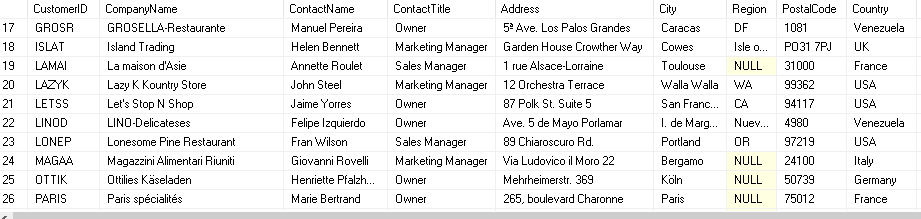 CustomerID CompanyName ContactName ContactTitle Address City Region PostalCode Country
17 GROSR GROSELLA-Restaurante Manuel Pereira Owner 5ª Ave. Los Palos Grandes Caracas DF 1081 Venezuela
18 ISLAT Island Trading Helen Bennett Marketing Manager Garden House Crowther Way Cowes Isle o... PO31 7PJ UK
19 LAMAI La maison d'Asie Annette Roulet Sales Manager 1 rue Alsace-Lorraine Toulouse NULL 31000 France
20 LAZYK Lazy K Kountry Store John Steel Marketing Manager 12 Orchestra Terrace Walla Walla WA 99362 USA
21 LETSS Let's Stop N Shop Jaime Yorres Owner 87 Polk St. Suite 5 San Franc... CA 94117 USA
22 LINOD LINO-Delicateses Felipe Izquierdo Owner Ave. 5 de Mayo Porlamar I. de Marg... Nuev... 4980 Venezuela
23 LONEP Lonesome Pine Restaurant Fran Wilson Sales Manager 89 Chiaroscuro Rd. Portland OR 97219 USA
24 MAGAA Magazzini Alimentari Riuniti Giovanni Rovelli Marketing Manager Via Ludovico il Moro 22 Bergamo NULL 24100 Italy
25 OTTIK Ottilies Käseladen Henriette Pfalzh... Owner Mehrheimerstr. 369 Köln NULL 50739 Germany
26 PARIS Paris spécialités Marie Bertrand Owner 265, boulevard Charonne Paris NULL 75012 France